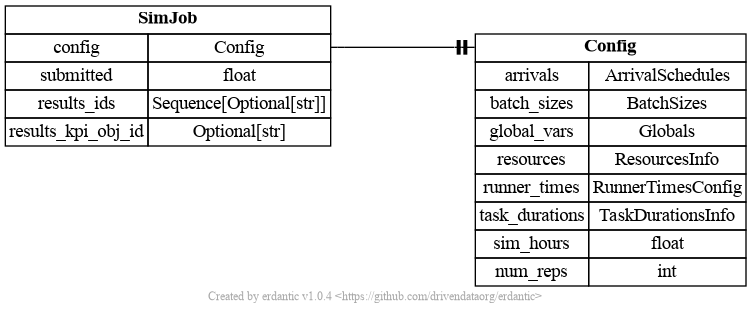 SimJob
config Config
submitted float
results_ids Sequence[Optional[str]]
results_kpi_obj_id Optional[str]
Config
arrivals ArrivalSchedules
batch_sizes BatchSizes
global_vars Globals
resources ResourcesInfo
runner_times RunnerTimesConfig
task_durations TaskDurationsInfo
sim_hours float
num_reps int
Created by erdantic v1.0.4 <https://github.com/drivendataorg/erdantic>